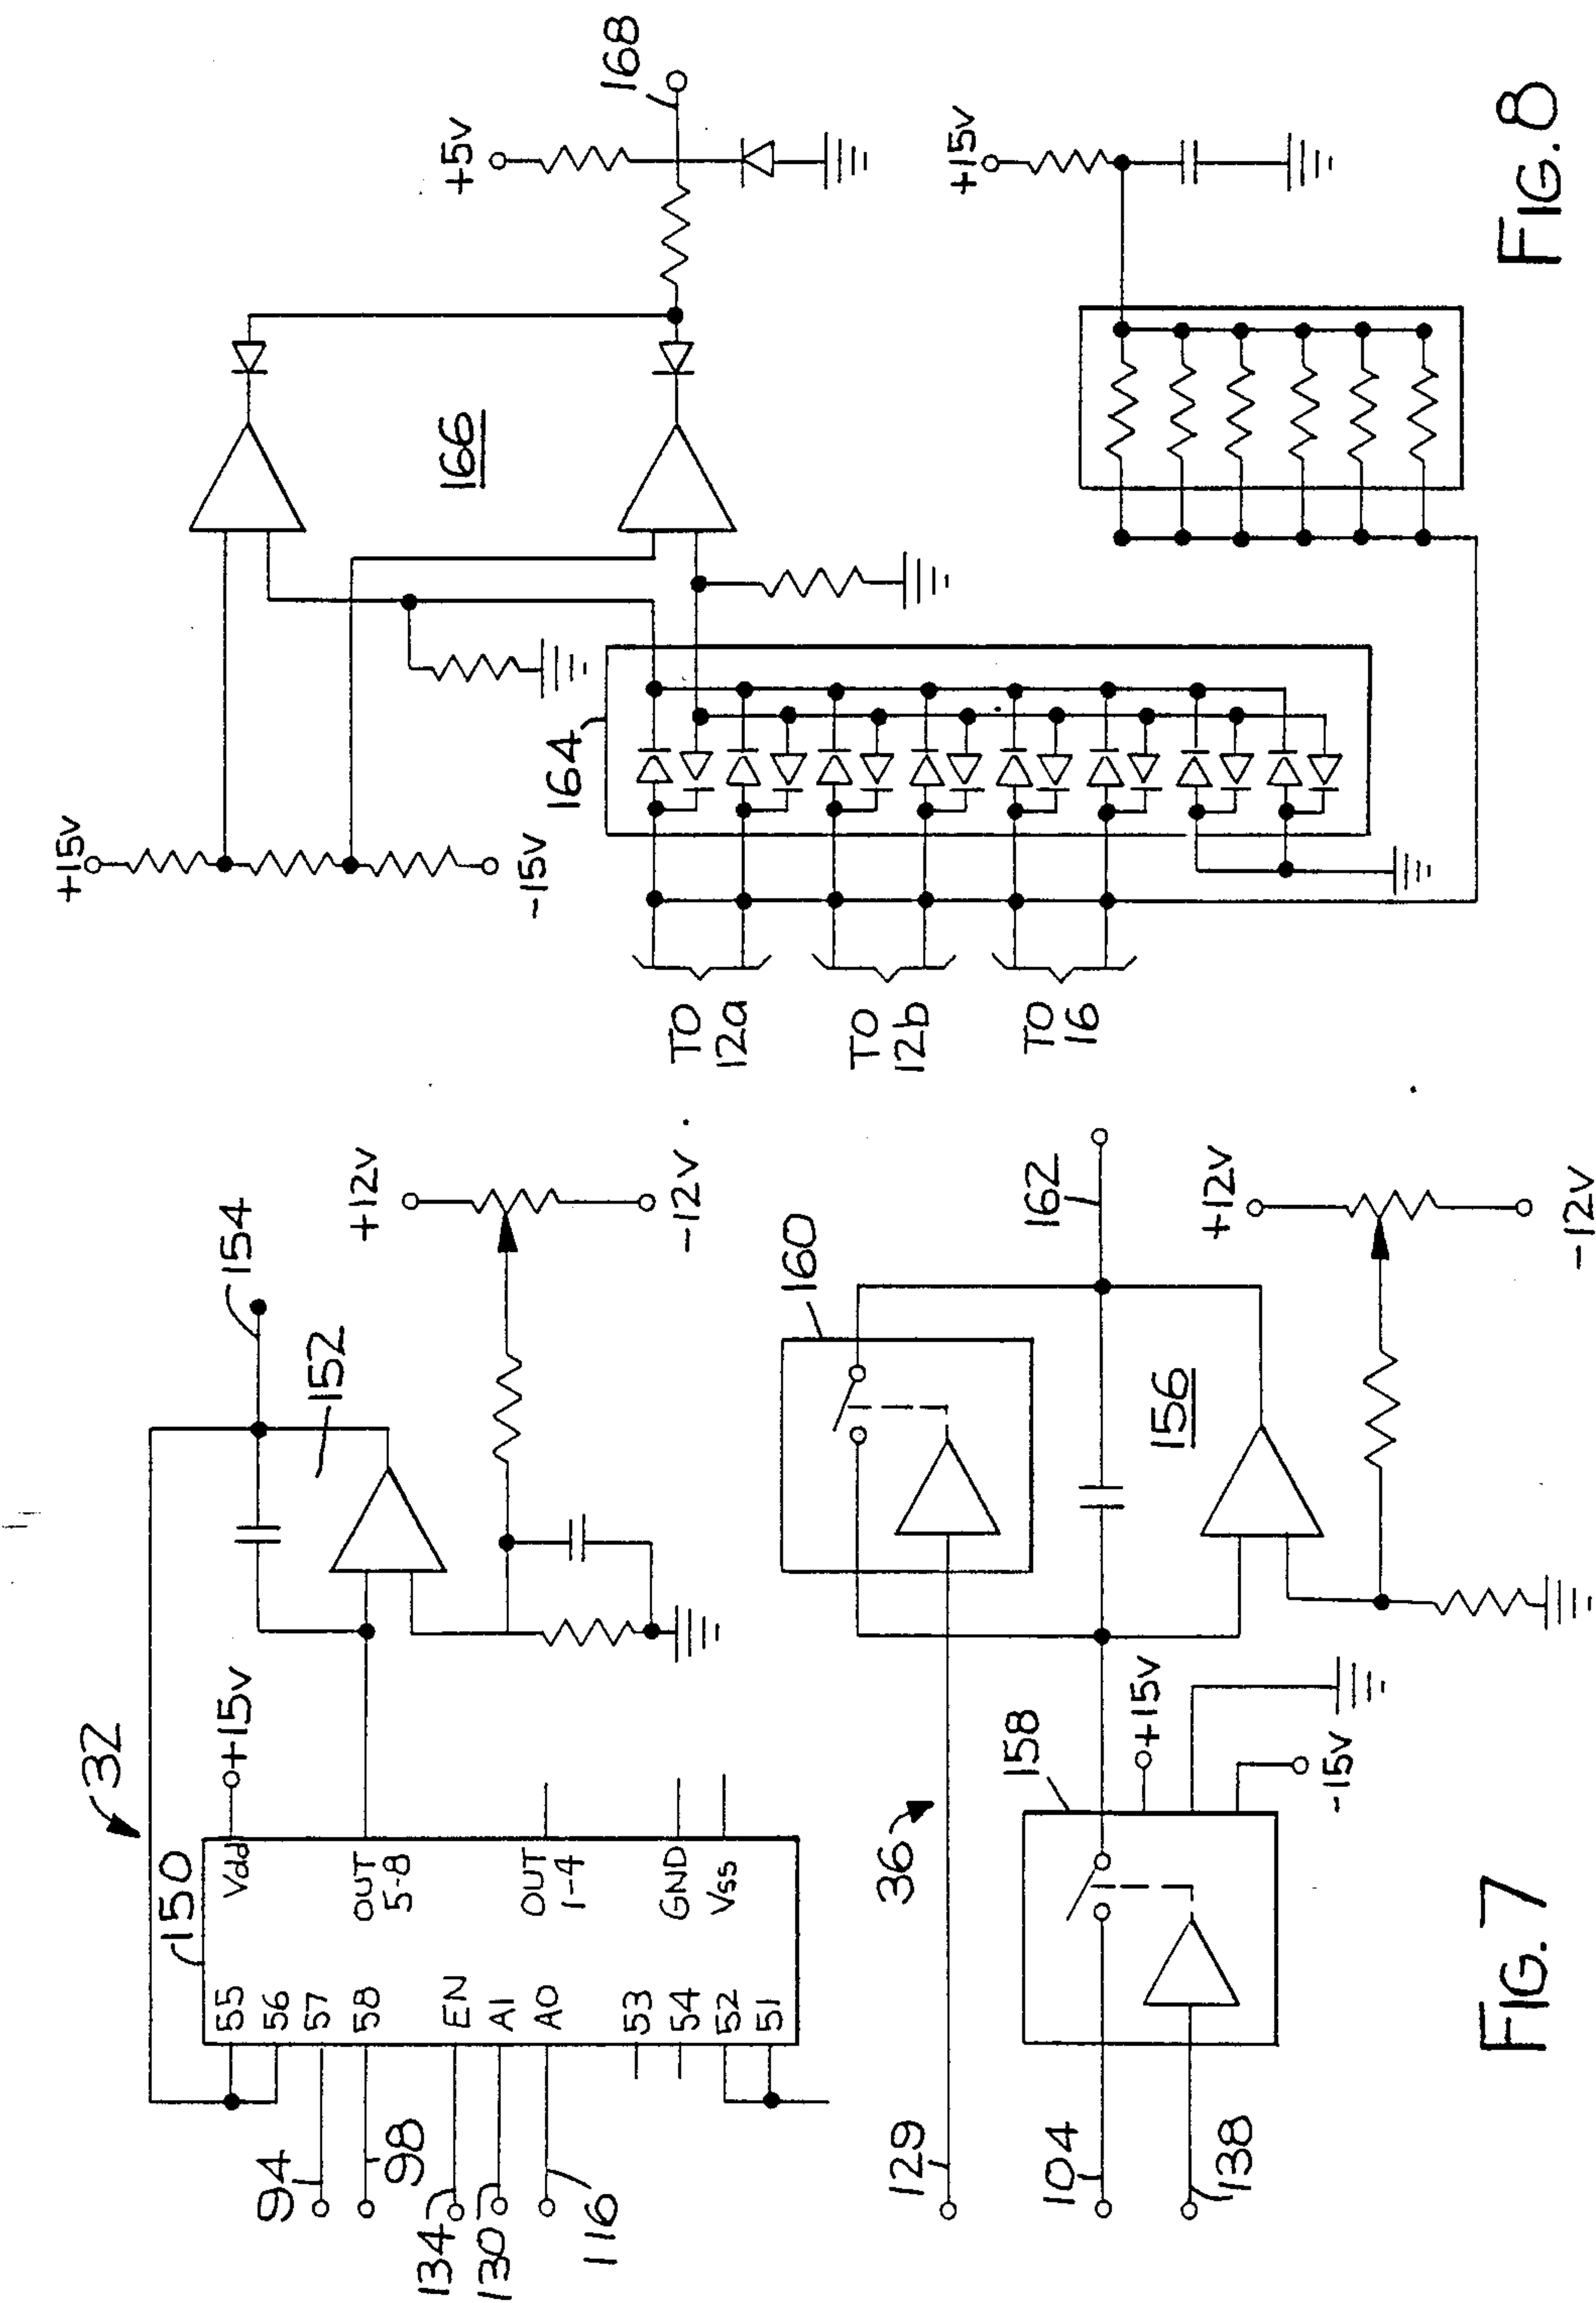 32
150
55
56
57
58
EN
A1
A0
53
54
52
51
Vdd
OUT
5-8
OUT
1-4
GND
Vss
+15V
94
98
134
130
116
152
154
+12V
-12V
36
129
104
138
158
+15V
-15V
160
156
162
+12V
-12V
FIG. 7
+15V
-15V
164
166
168
+5V
+15V
TO
12a
TO
12b
TO
16
FIG. 8